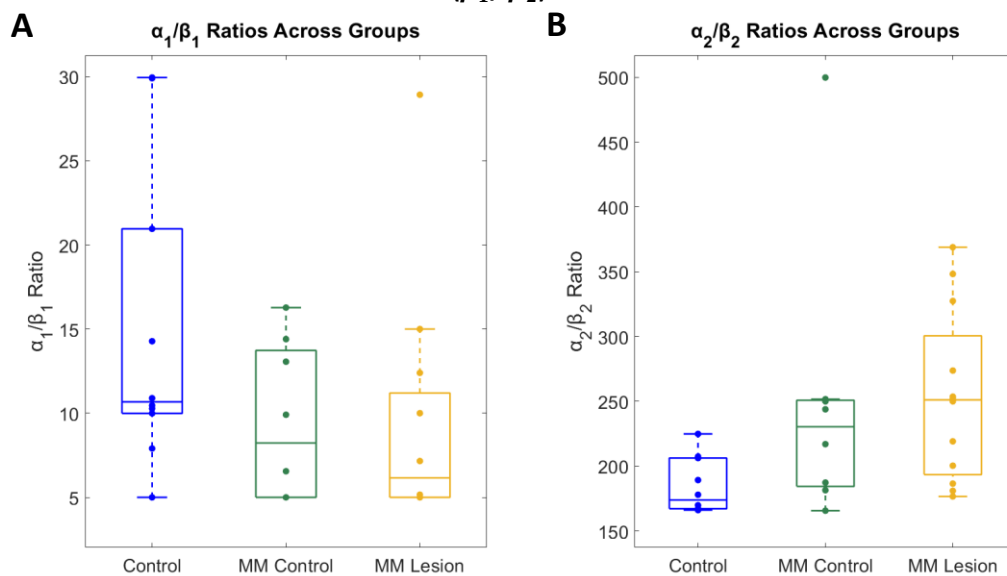 A
α₁/β₁ Ratios Across Groups
30
25
20
15
10
5
α₁/β₁ Ratio
Control
MM Control
MM Lesion
B
α₂/β₂ Ratios Across Groups
500
450
400
350
300
250
200
150
α₂/β₂ Ratio
Control
MM Control
MM Lesion